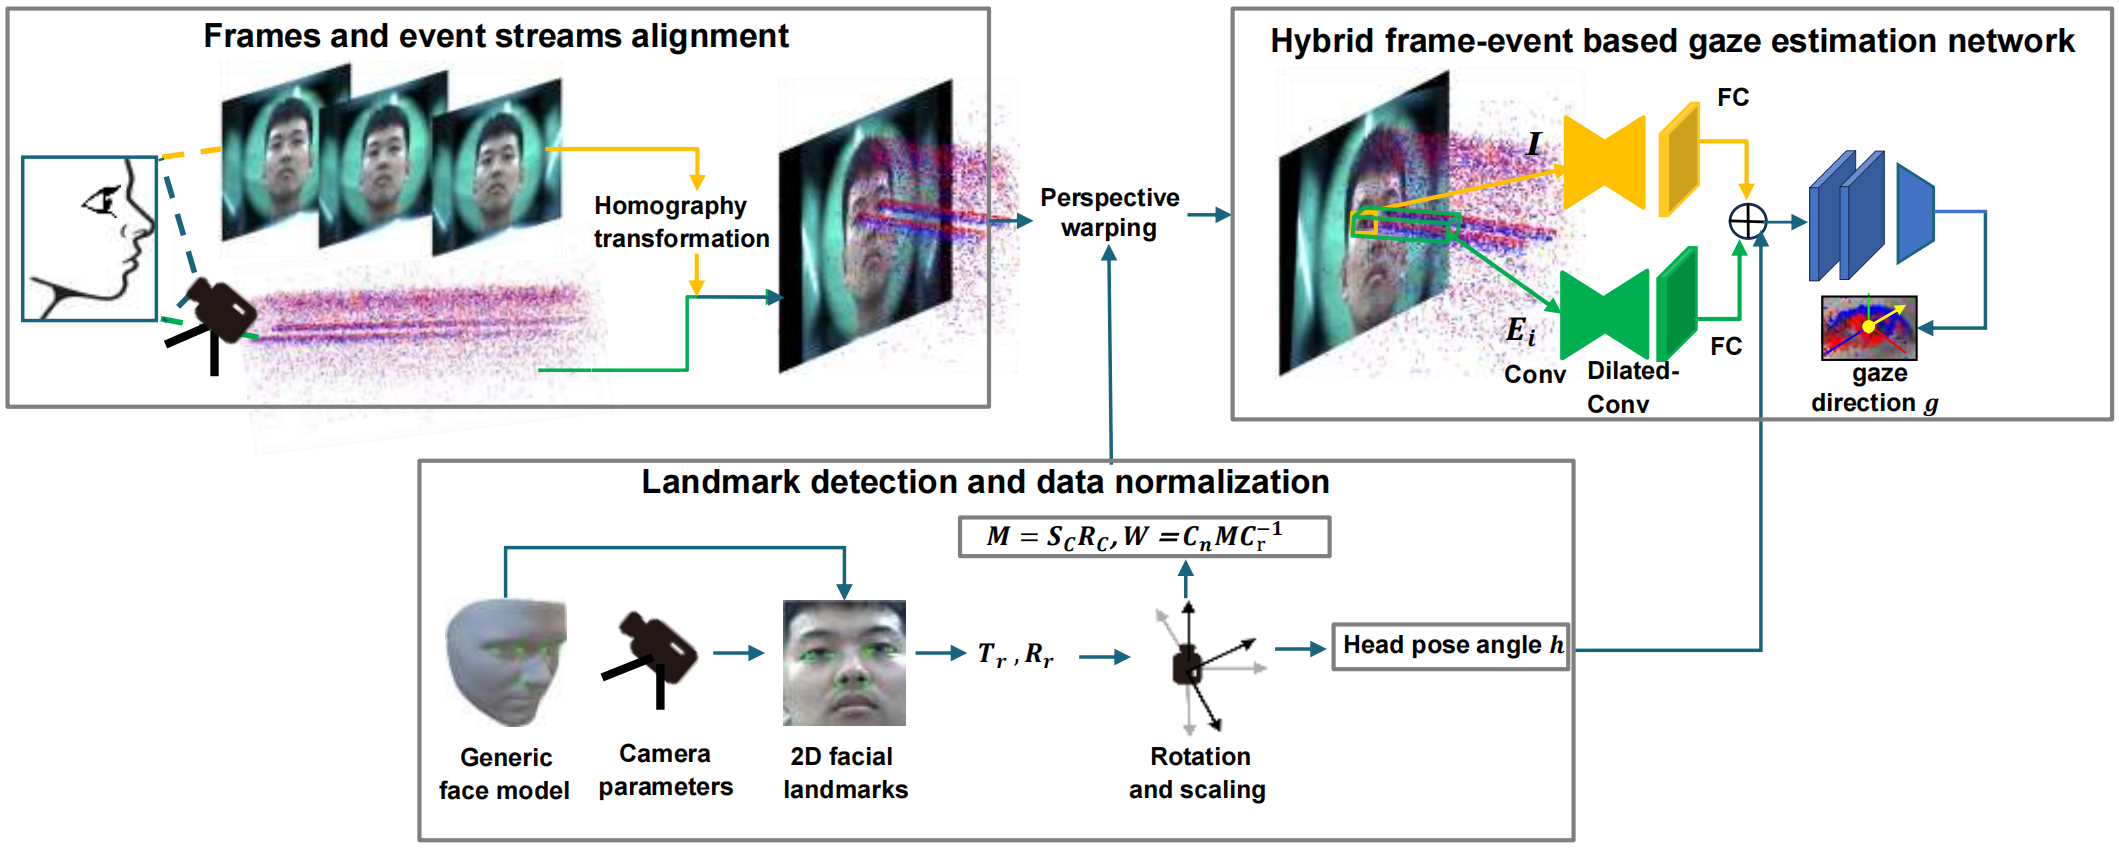 Frames and event streams alignment
Homography
transformation
Perspective
warping
Hybrid frame-event based gaze estimation network
I
FC
E_i
FC
Conv
Dilated-
Conv
gaze
direction g
Landmark detection and data normalization
M = S_C R_C, W = C_n M C_r^{-1}
T_r, R_r
Head pose angle h
Generic
face model
Camera
parameters
2D facial
landmarks
Rotation
and scaling